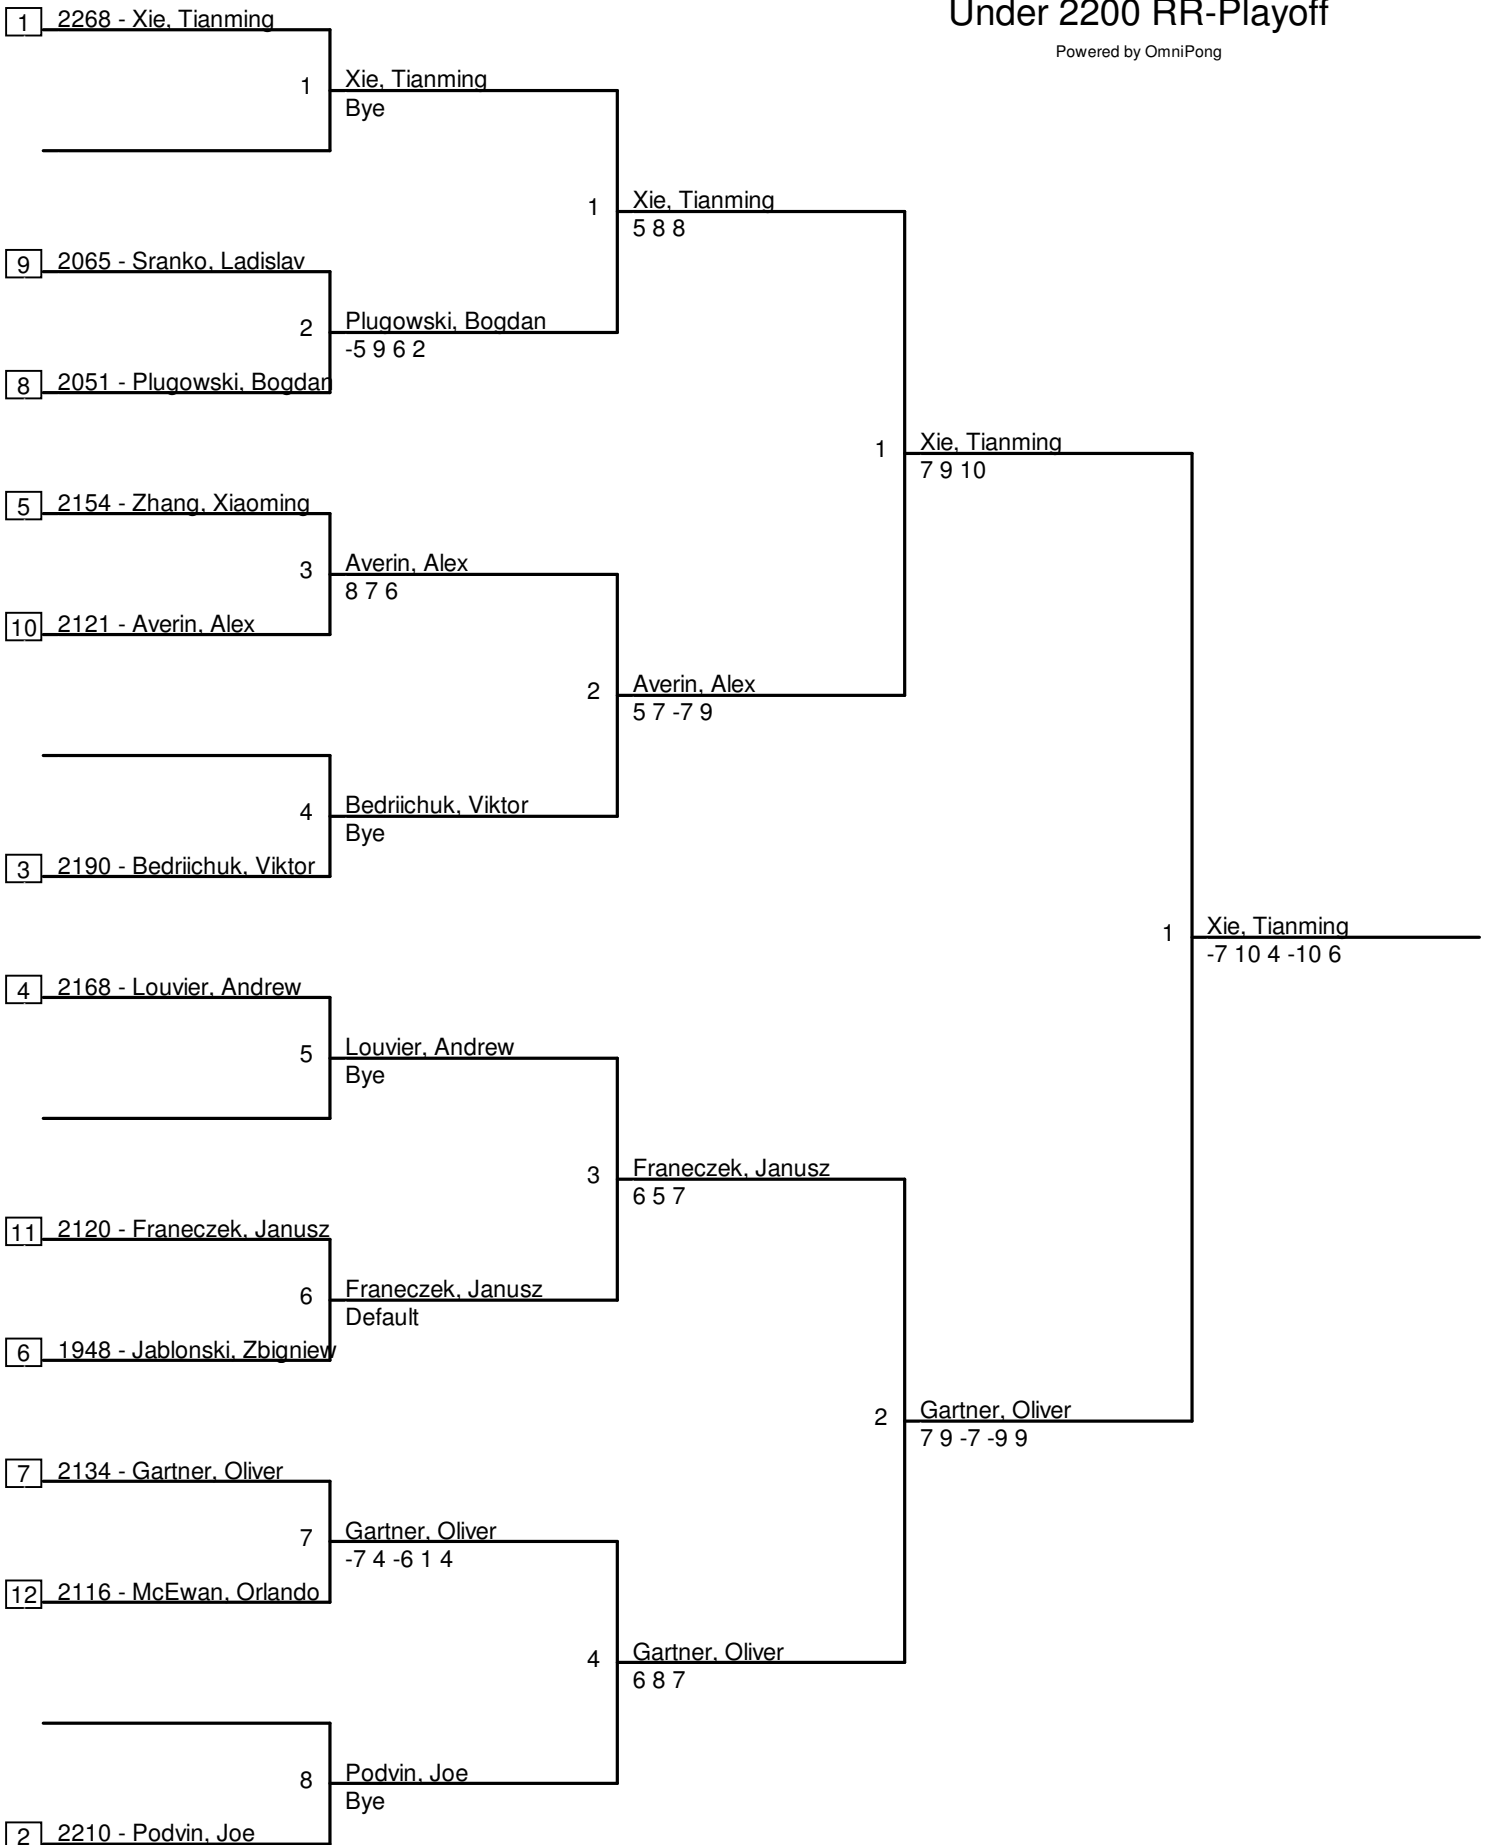 Under 2200 RR-Playoff
Powered by OmniPong
1 2268 - Xie, Tianming
1 Xie, Tianming
Bye
1 Xie, Tianming
5 8 8
9 2065 - Sranko, Ladislav
2 Plugowski, Bogdan
-5 9 6 2
8 2051 - Plugowski, Bogdan
1 Xie, Tianming
7 9 10
5 2154 - Zhang, Xiaoming
3 Averin, Alex
8 7 6
10 2121 - Averin, Alex
2 Averin, Alex
5 7 -7 9
4 Bedriichuk, Viktor
Bye
3 2190 - Bedriichuk, Viktor
1 Xie, Tianming
-7 10 4 -10 6
4 2168 - Louvier, Andrew
5 Louvier, Andrew
Bye
3 Franeczek, Janusz
6 5 7
11 2120 - Franeczek, Janusz
6 Franeczek, Janusz
Default
6 1948 - Jablonski, Zbigniew
2 Gartner, Oliver
7 9 -7 -9 9
7 2134 - Gartner, Oliver
7 Gartner, Oliver
-7 4 -6 1 4
12 2116 - McEwan, Orlando
4 Gartner, Oliver
6 8 7
8 Podvin, Joe
Bye
2 2210 - Podvin, Joe